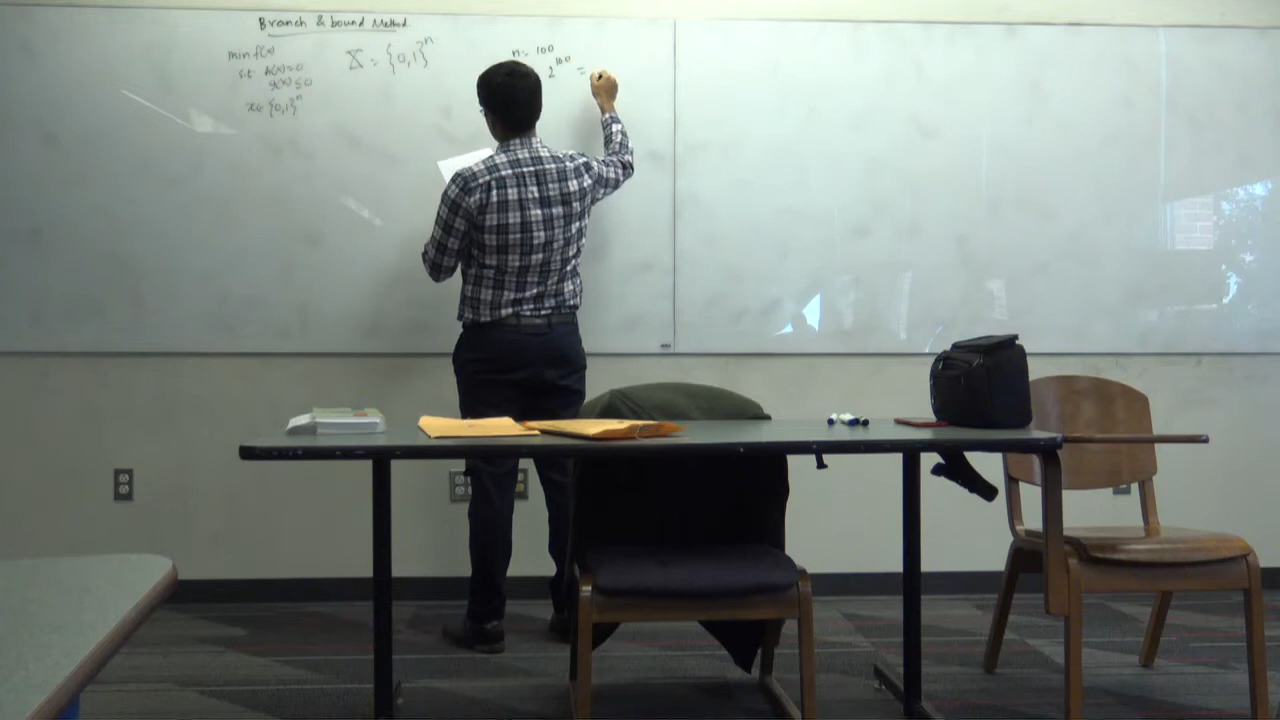 Branch & bound Method
min f(x)
s.t h(x)=0
g(x) ≤ 0
x ∈ {0,1}^n
X = {0,1}^n
n = 100
2^100 =